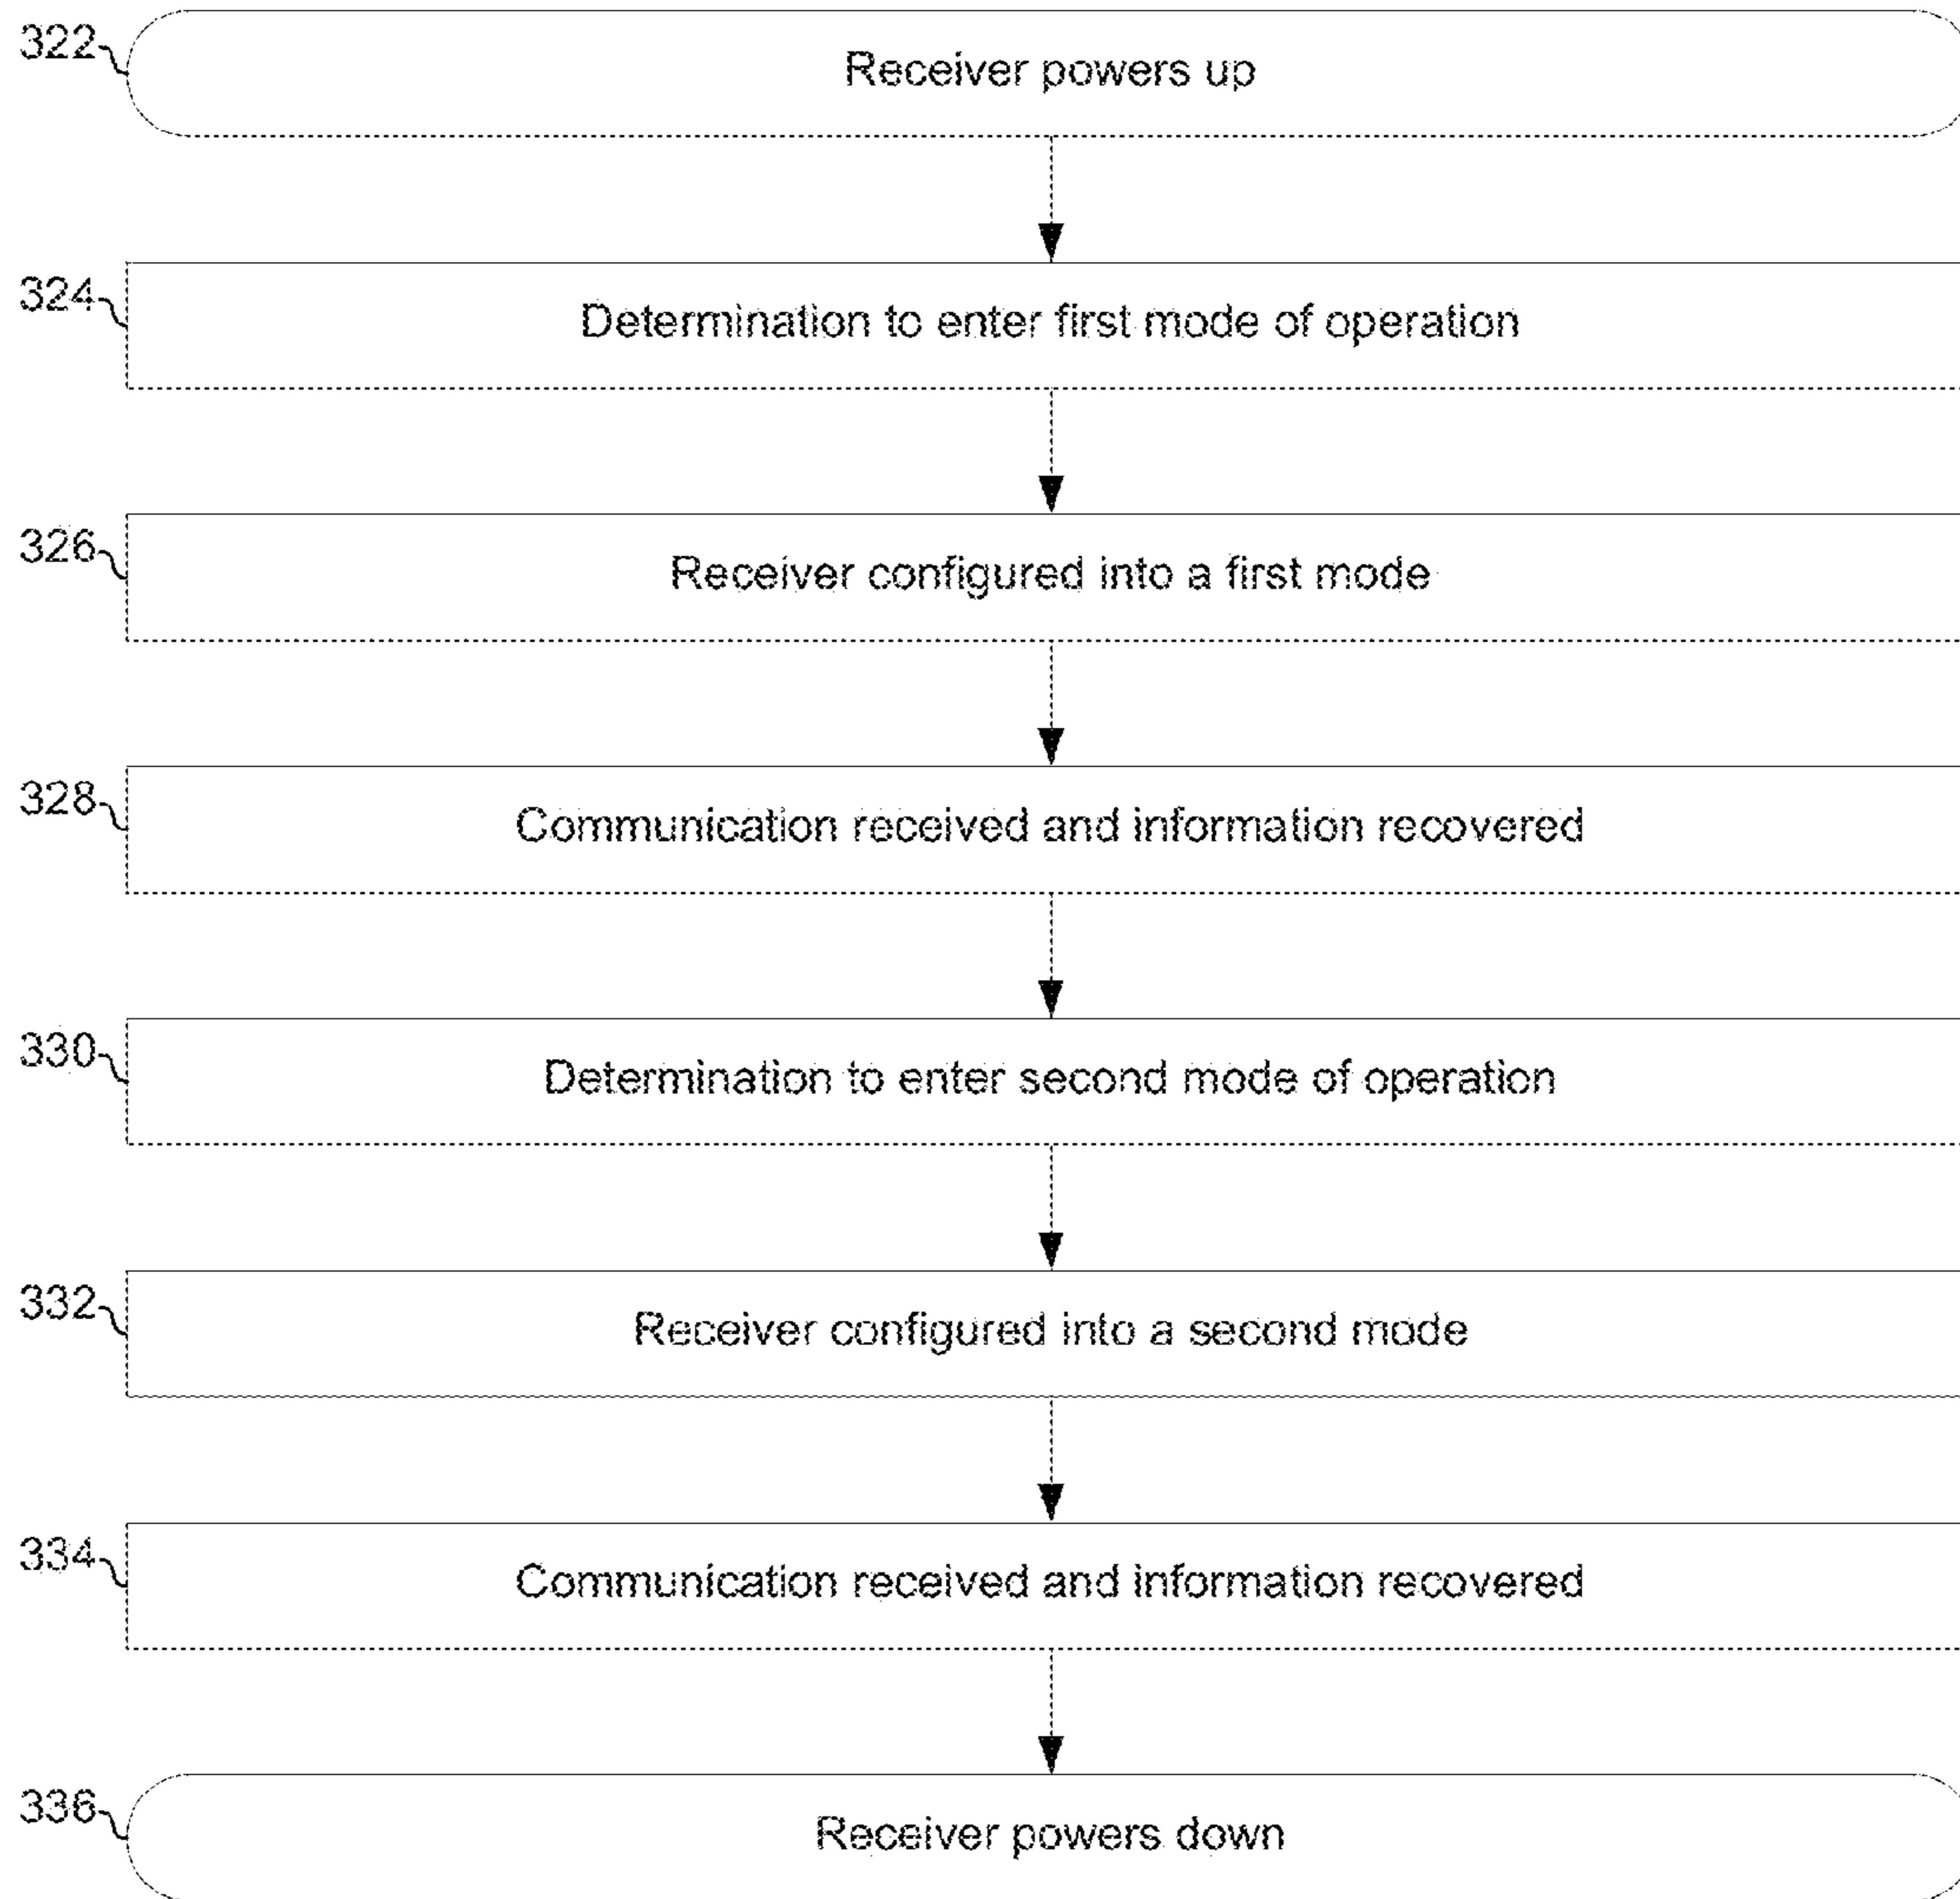 322 Receiver powers up
324 Determination to enter first mode of operation
326 Receiver configured into a first mode
328 Communication received and information recovered
330 Determination to enter second mode of operation
332 Receiver configured into a second mode
334 Communication received and information recovered
336 Receiver powers down